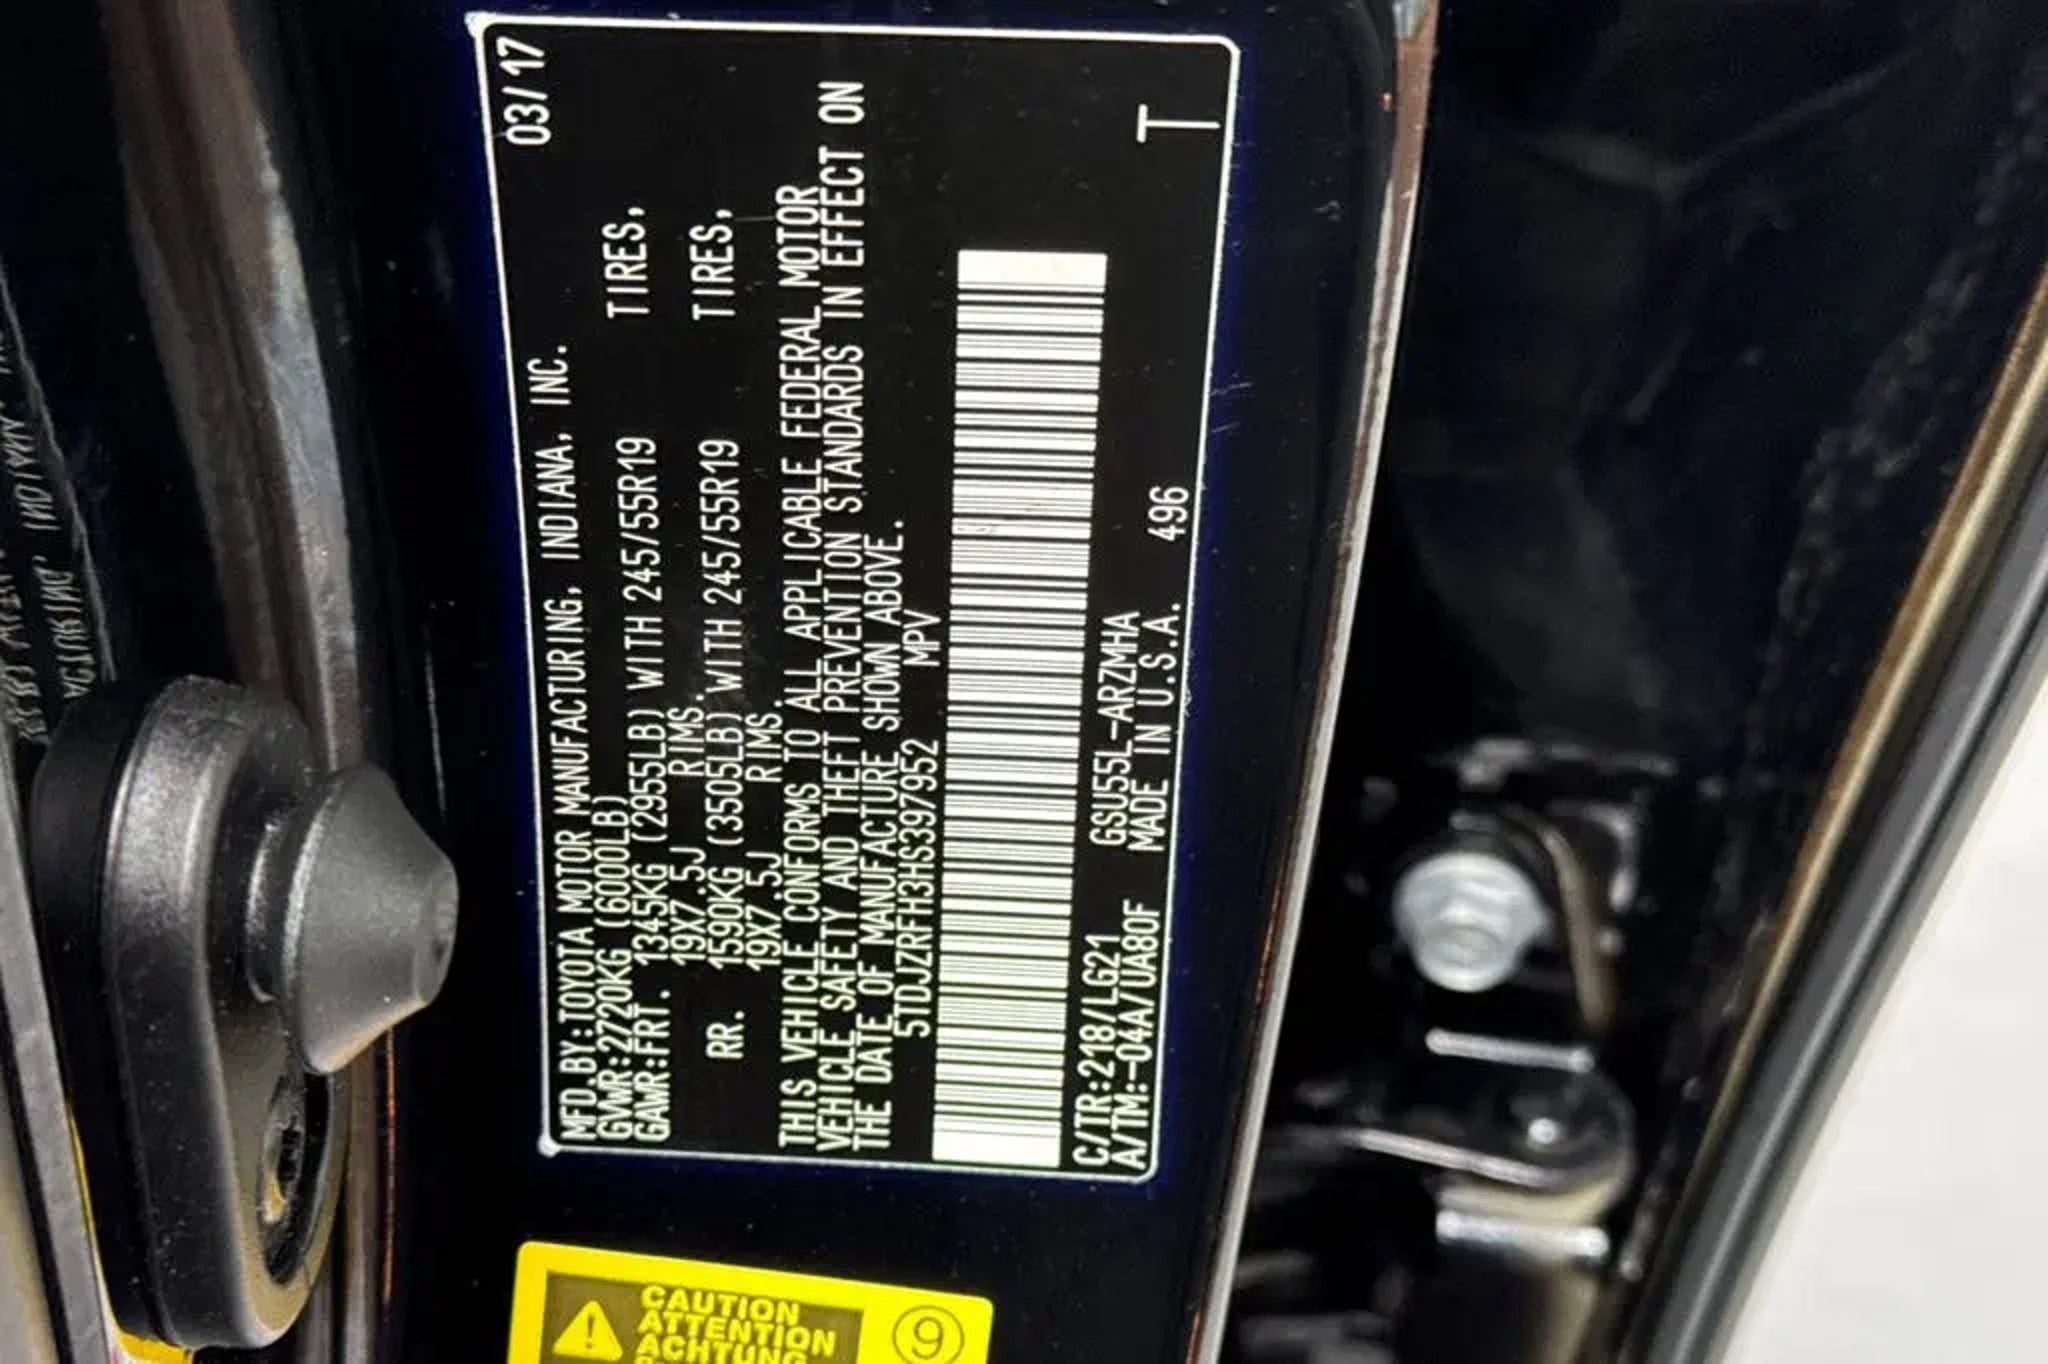 03/17
MFD.BY:TOYOTA MOTOR MANUFACTURING, INDIANA, INC.
GVWR:2720KG (6000LB)
GAWR:FRT. 1345KG (2955LB) WITH 245/55R19 TIRES,
19X7.5J RIMS.
RR. 1590KG (3505LB) WITH 245/55R19 TIRES,
19X7.5J RIMS.
THIS VEHICLE CONFORMS TO ALL APPLICABLE FEDERAL MOTOR
VEHICLE SAFETY AND THEFT PREVENTION STANDARDS IN EFFECT ON
THE DATE OF MANUFACTURE SHOWN ABOVE.
5TDJZRFH3HS397952 MPV
C/TR:218/LG21 GSU55L-ARZMHA
A/TM:-04A/UA80F MADE IN U.S.A. 496
T
CAUTION
ATTENTION
ACHTUNG
9